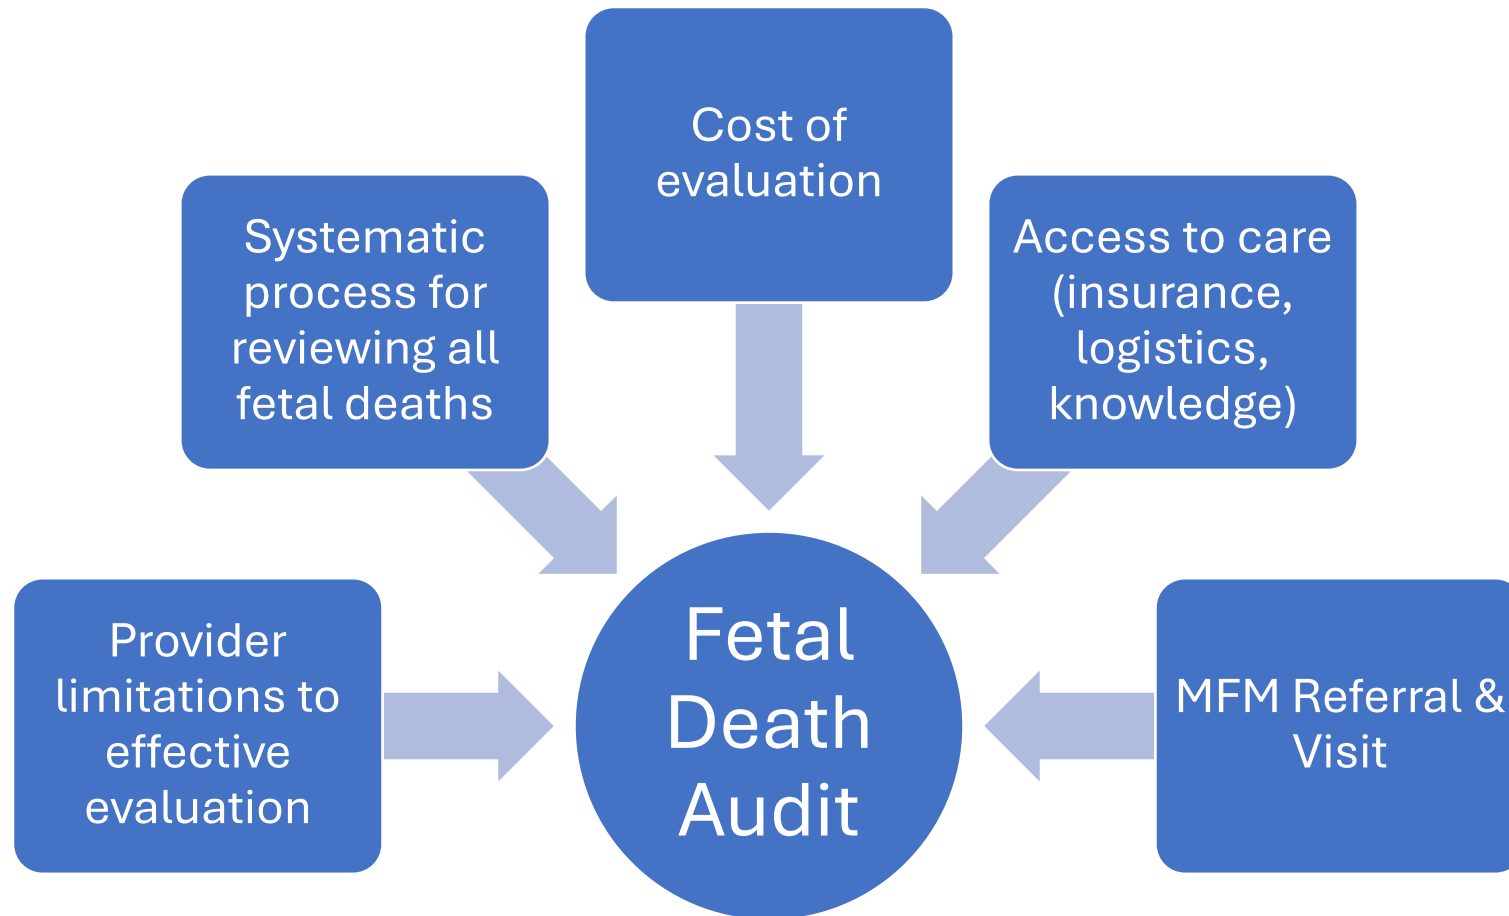 Cost of
evaluation
Systematic
process for
reviewing all
fetal deaths
Access to care
(insurance,
logistics,
knowledge)
Provider
limitations to
effective
evaluation
Fetal
Death
Audit
MFM Referral &
Visit